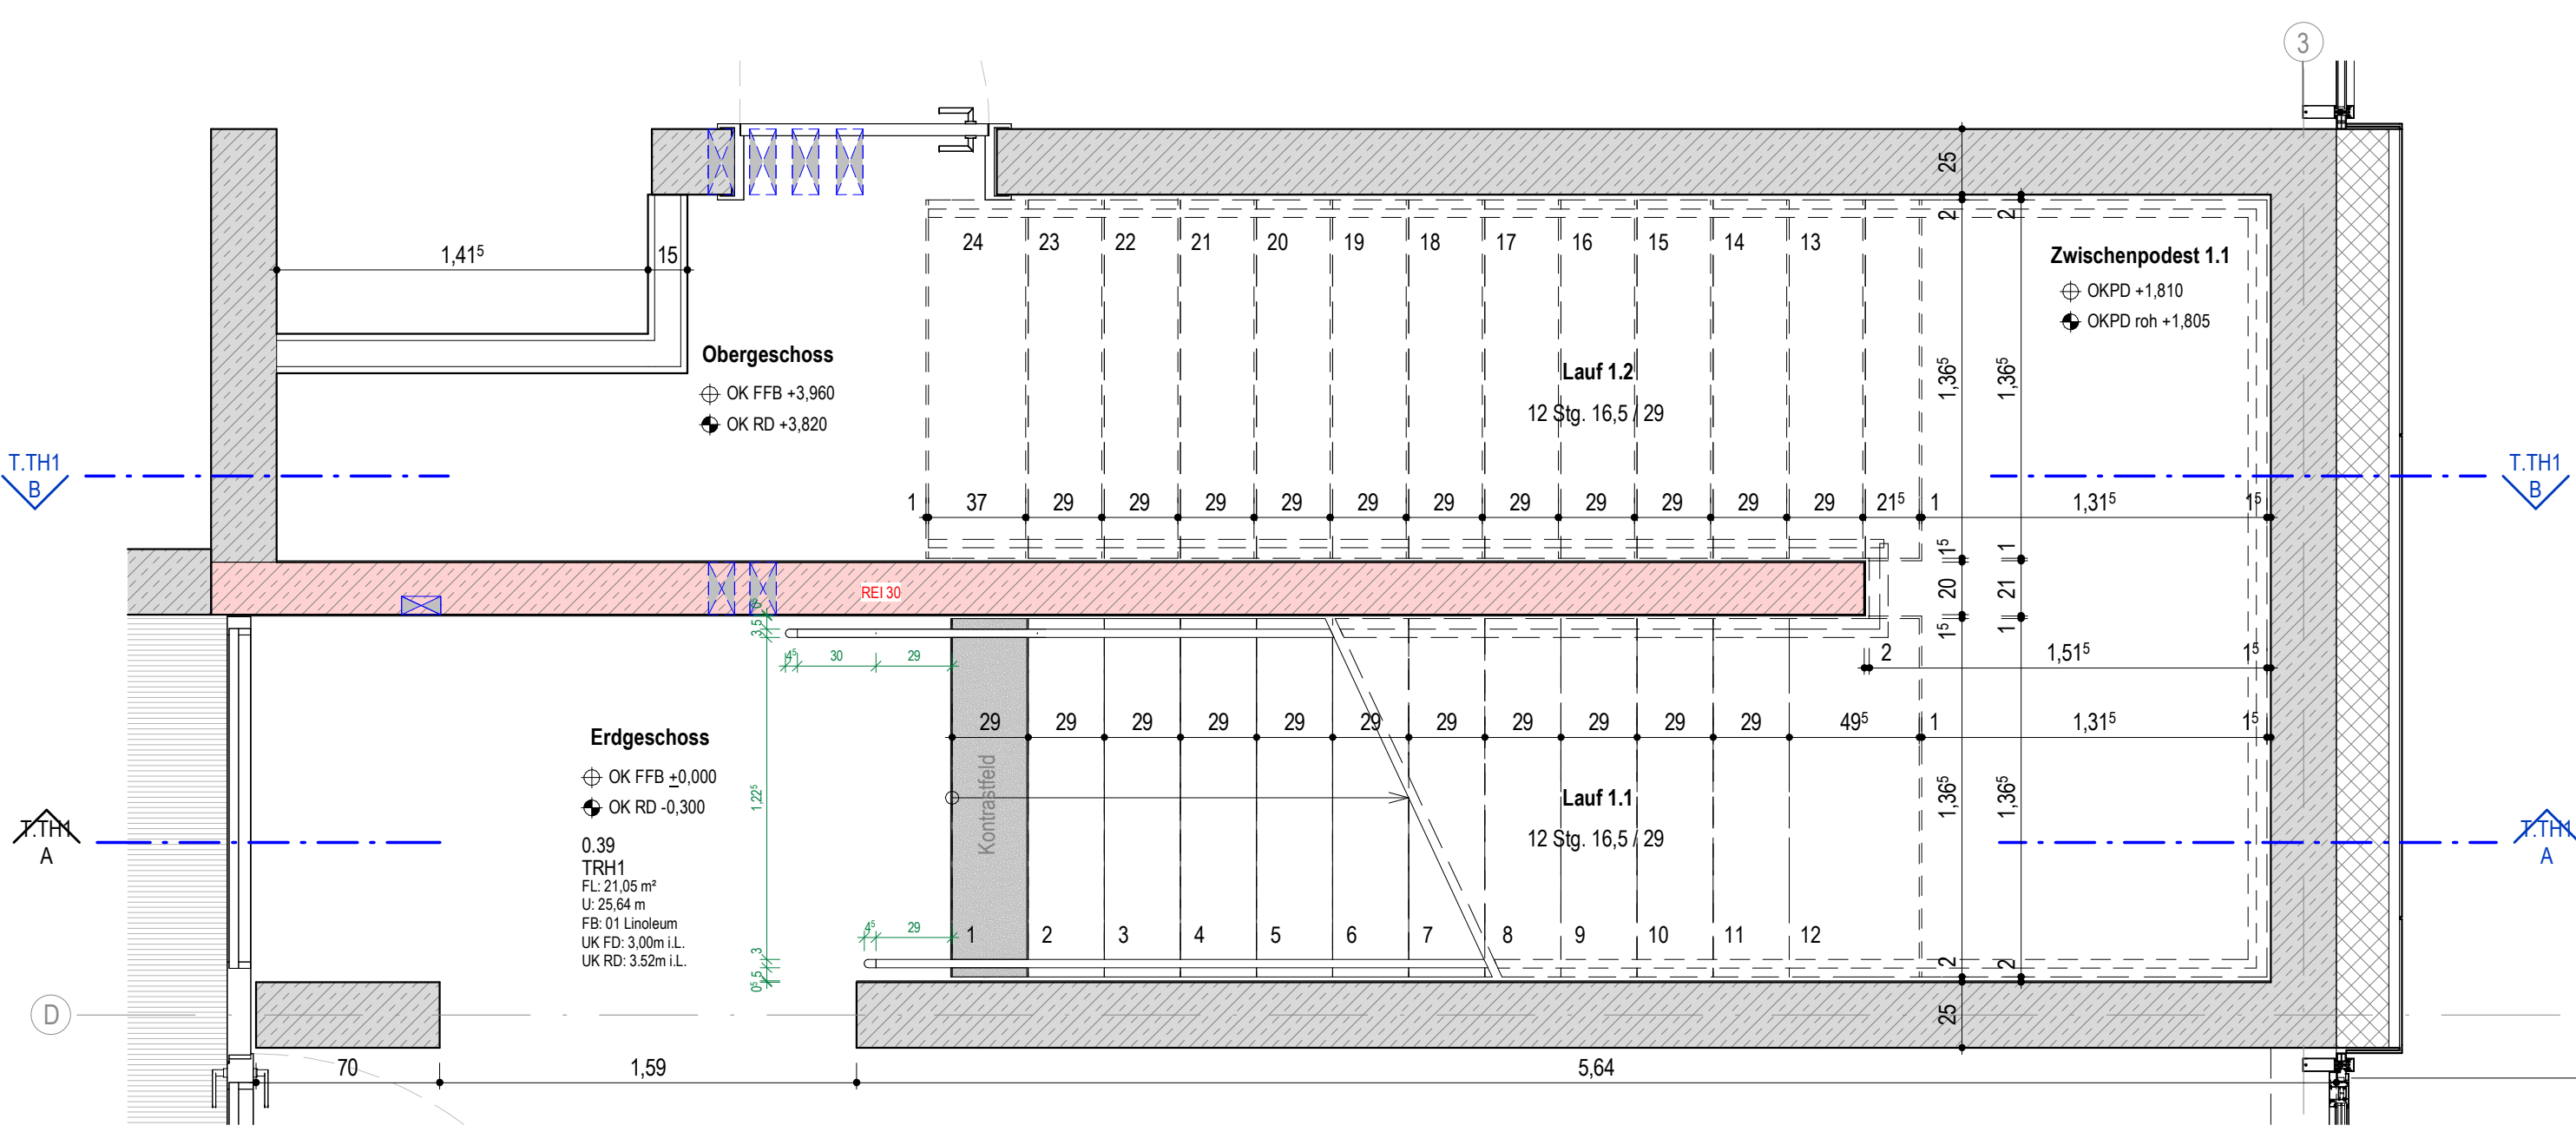 3
25
2
2
24 23 22 21 20 19 18 17 16 15 14 13
1,41⁵ 15
Zwischenpodest 1.1
OKPD +1,810
OKPD roh +1,805
Obergeschoss
OK FFB +3,960
OK RD +3,820
Lauf 1.2
12 Stg. 16,5 / 29
1,36⁵
1,36⁵
T.TH1
B
T.TH1
B
1 37 29 29 29 29 29 29 29 29 29 29 29 21⁵ 1 1,31⁵ 1⁵
1⁵ 1
20 21
1⁵ 1
REI 30
3,5
4⁵ 30 29
2 1,51⁵ 1⁵
29 29 29 29 29 29 29 29 29 29 29 49⁵ 1 1,31⁵ 1⁵
Erdgeschoss
OK FFB ±0,000
OK RD -0,300
Kontrastfeld
1,22⁵
Lauf 1.1
12 Stg. 16,5 / 29
1,36⁵
1,36⁵
T.TH1
A
T.TH1
A
0.39
TRH1
FL: 21,05 m²
U: 25,64 m
FB: 01 Linoleum
UK FD: 3,00m i.L.
UK RD: 3.52m i.L.
4⁵ 29
1 2 3 4 5 6 7 8 9 10 11 12
3
5
0⁵
2
2
25
D
70 1,59 5,64